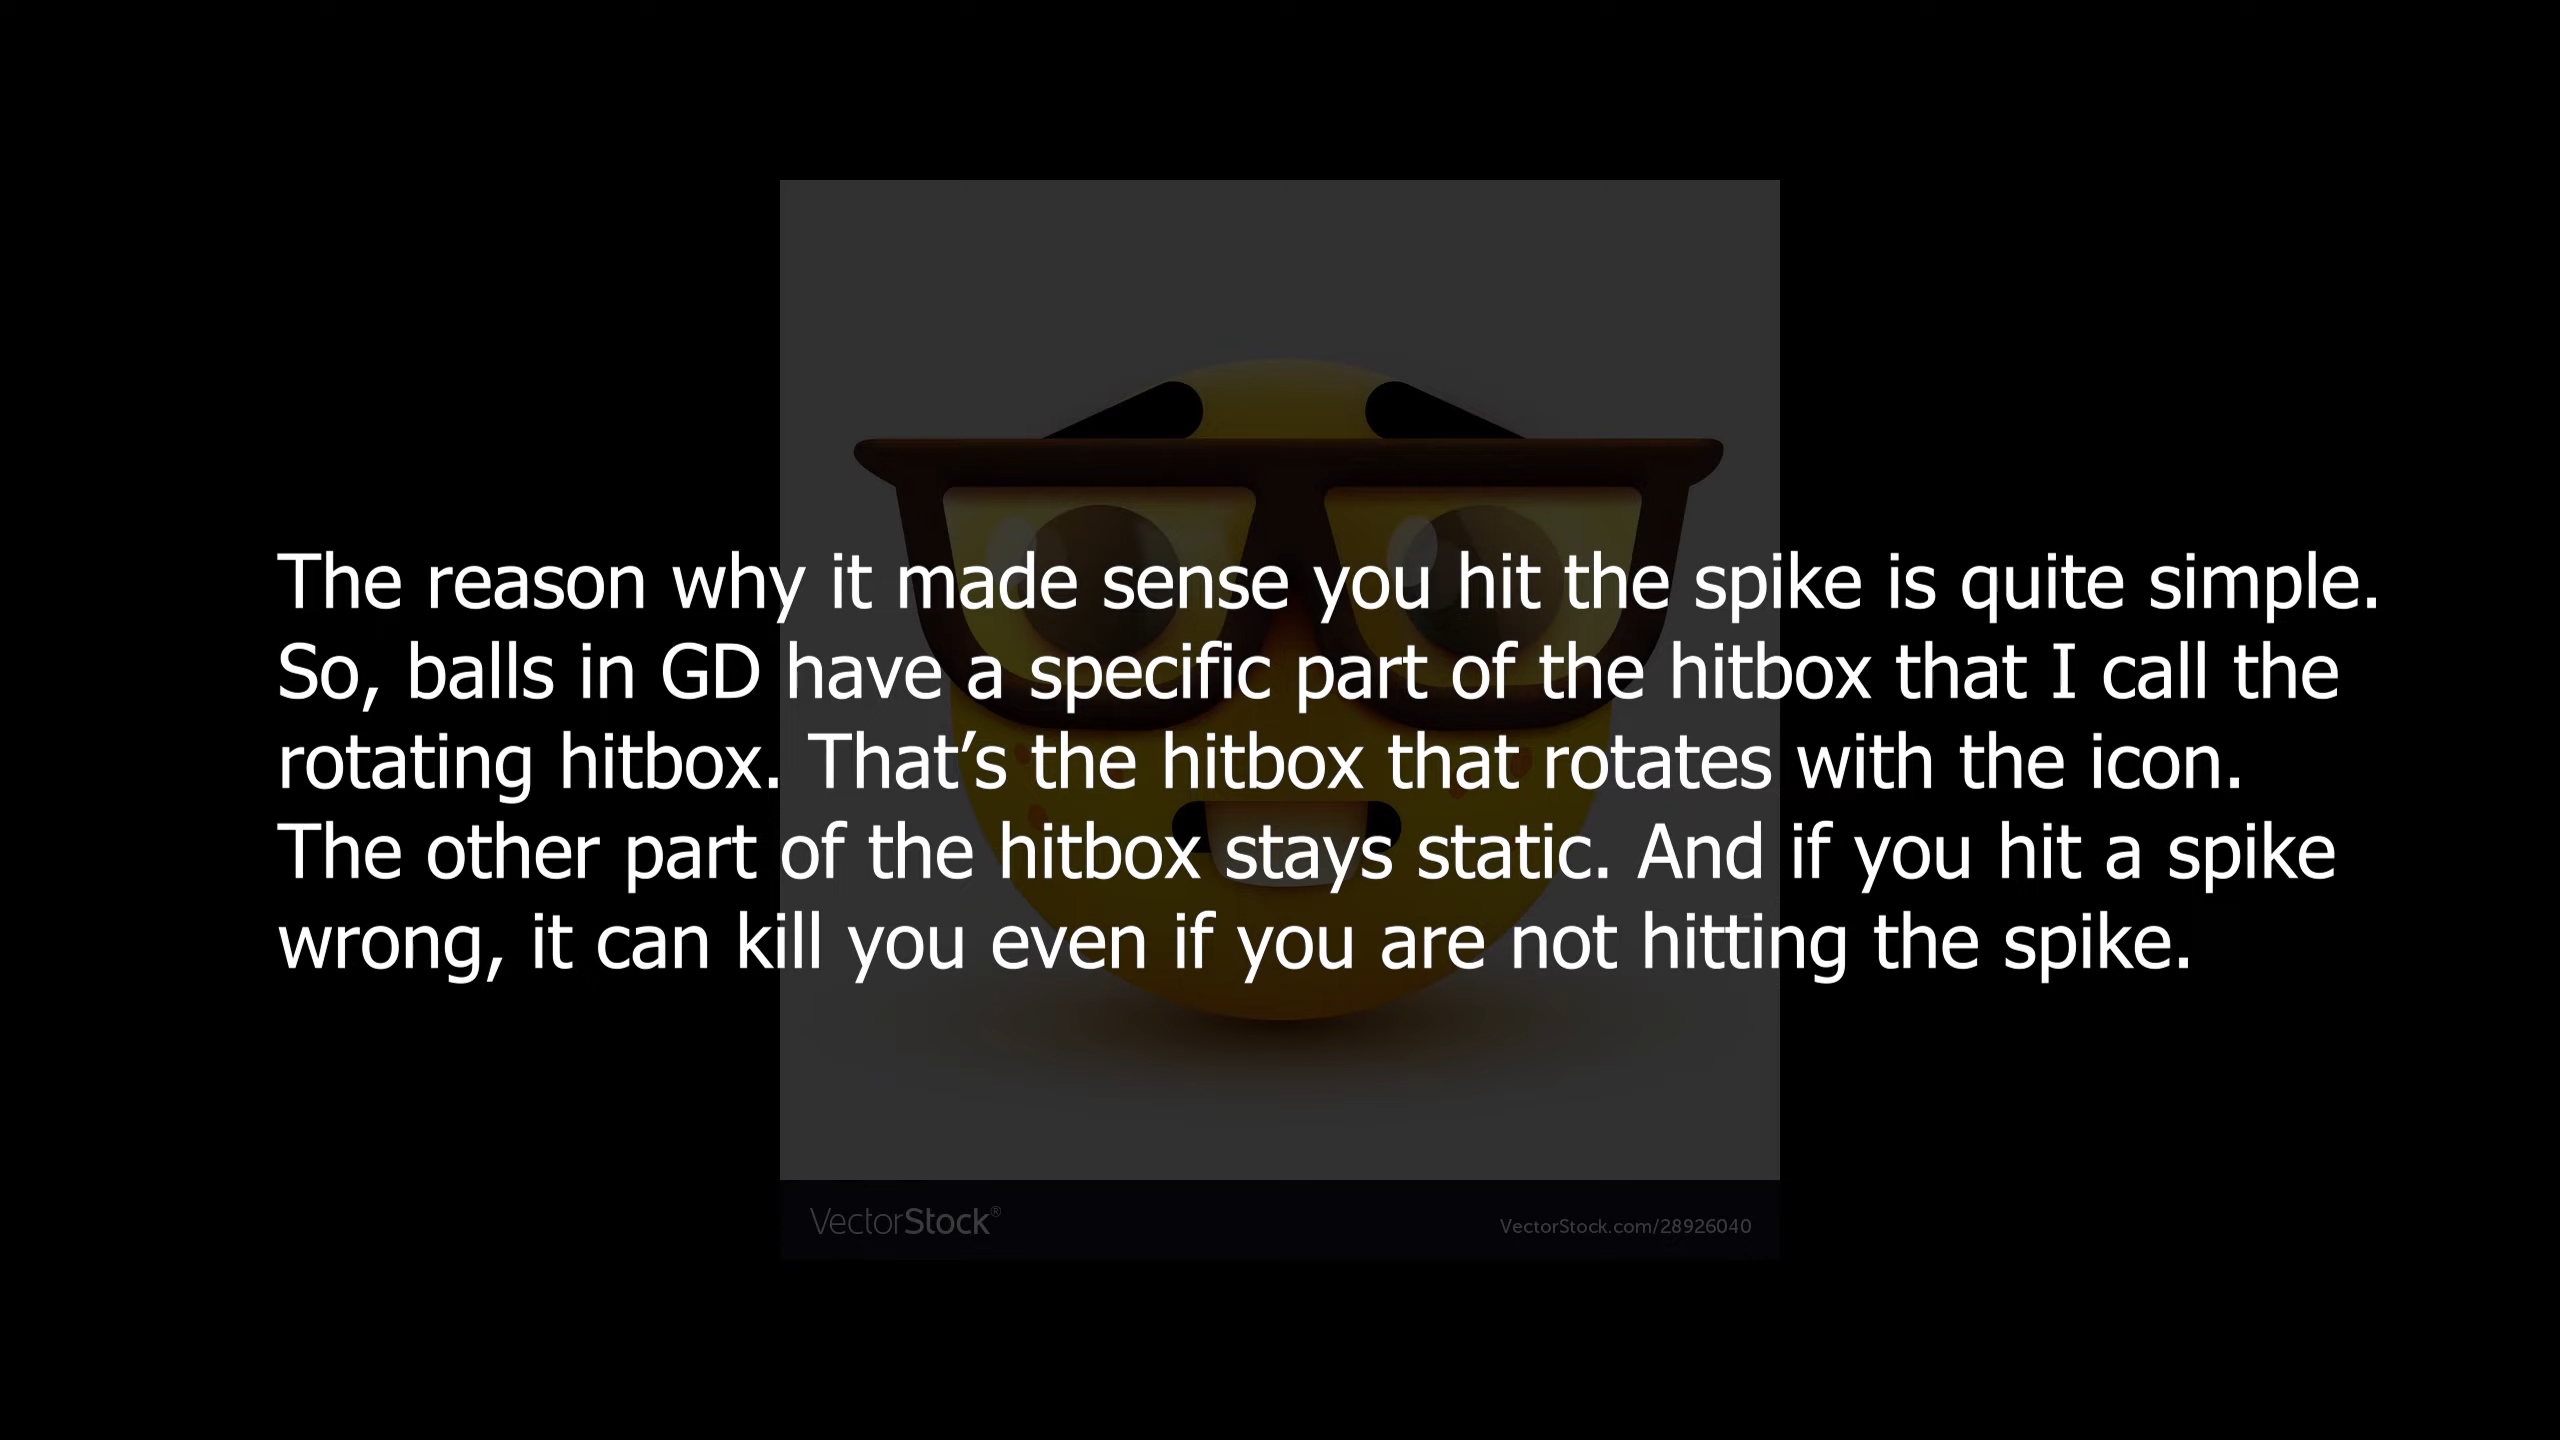 The reason why it made sense you hit the spike is quite simple.
So, balls in GD have a specific part of the hitbox that I call the
rotating hitbox. That’s the hitbox that rotates with the icon.
The other part of the hitbox stays static. And if you hit a spike
wrong, it can kill you even if you are not hitting the spike.
VectorStock®
VectorStock.com/28926040